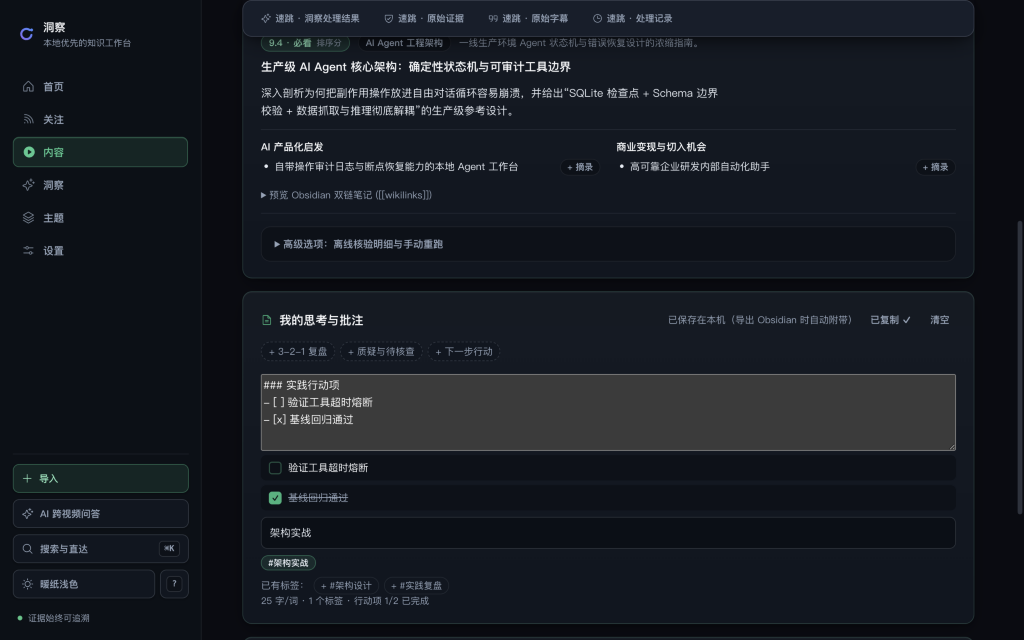 洞察
本地优先的知识工作台
首页
关注
内容
洞察
主题
设置
导入
AI 跨视频问答
搜索与直达 ⌘K
暖纸浅色 ?
证据始终可追溯
速跳 · 洞察处理结果 速跳 · 原始证据 速跳 · 原始字幕 速跳 · 处理记录
9.4 · 必看 排序分 AI Agent 工程架构 一线生产环境 Agent 状态机与错误恢复设计的浓缩指南。
生产级 AI Agent 核心架构：确定性状态机与可审计工具边界
深入剖析为何把副作用操作放进自由对话循环容易崩溃，并给出“SQLite 检查点 + Schema 边界
校验 + 数据抓取与推理彻底解耦”的生产级参考设计。
AI 产品化启发
• 自带操作审计日志与断点恢复能力的本地 Agent 工作台 + 摘录
商业变现与切入机会
• 高可靠企业研发内部自动化助手 + 摘录
▶ 预览 Obsidian 双链笔记 ([[wikilinks]])
▶ 高级选项：离线核验明细与手动重跑
我的思考与批注 已保存在本机（导出 Obsidian 时自动附带） 已复制 ✓ 清空
+ 3-2-1 复盘 + 质疑与待核查 + 下一步行动
### 实践行动项
- [ ] 验证工具超时熔断
- [x] 基线回归通过
验证工具超时熔断
基线回归通过
架构实战
#架构实战
已有标签： + #架构设计 + #实践复盘
25 字/词 · 1 个标签 · 行动项 1/2 已完成